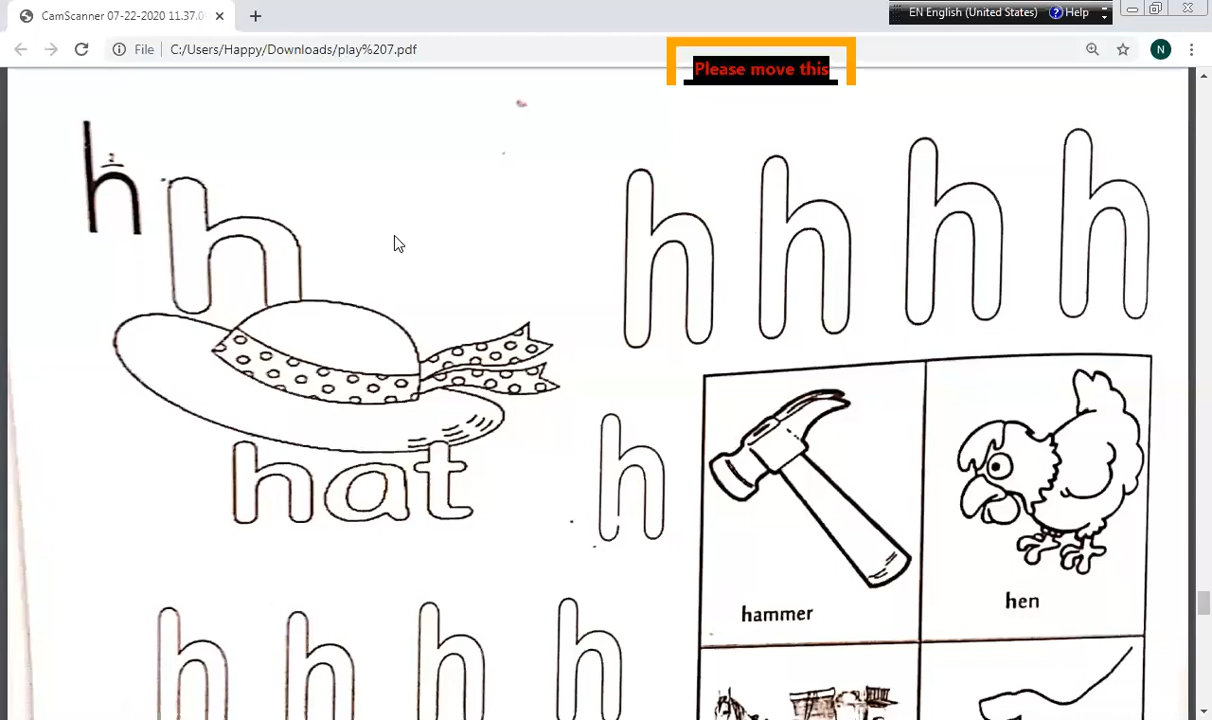 CamScanner 07-22-2020 11.37.0
EN English (United States) Help
File C:/Users/Happy/Downloads/play%207.pdf
N
Please move this
h
2
h
h h h h
hat
h
hammer
hen
h h h h